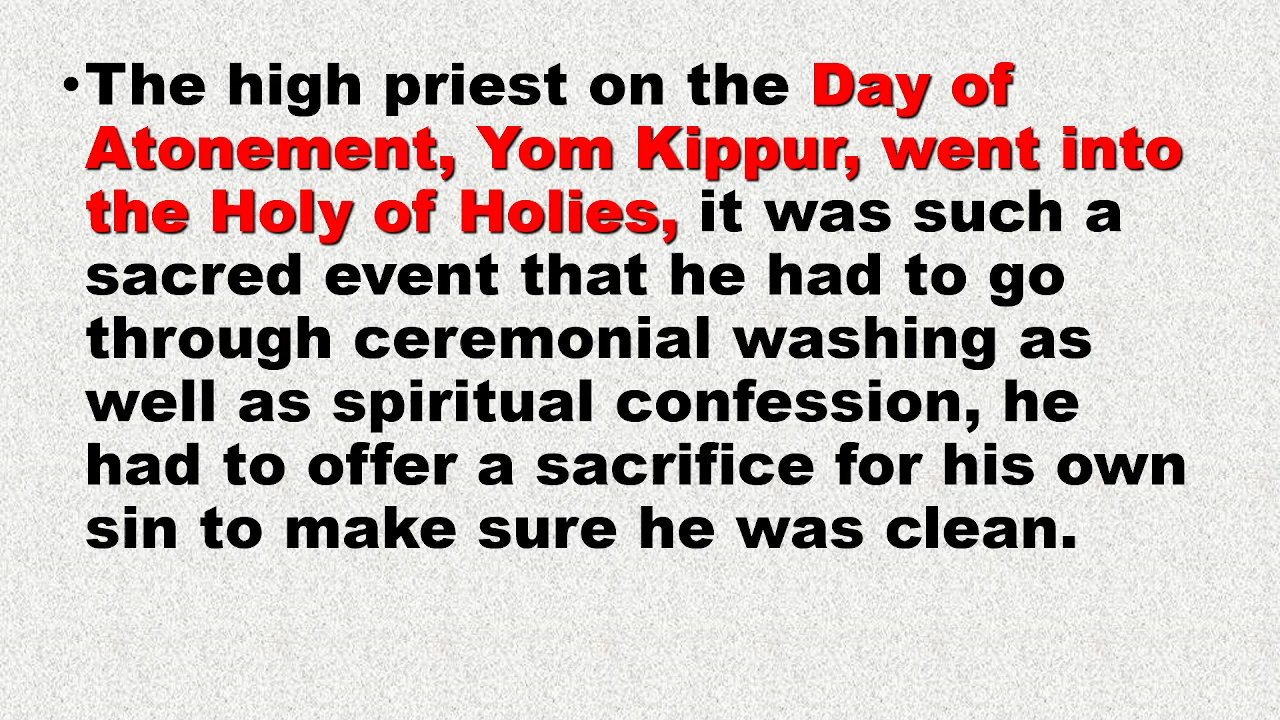 • The high priest on the Day of
Atonement, Yom Kippur, went into
the Holy of Holies, it was such a
sacred event that he had to go
through ceremonial washing as
well as spiritual confession, he
had to offer a sacrifice for his own
sin to make sure he was clean.